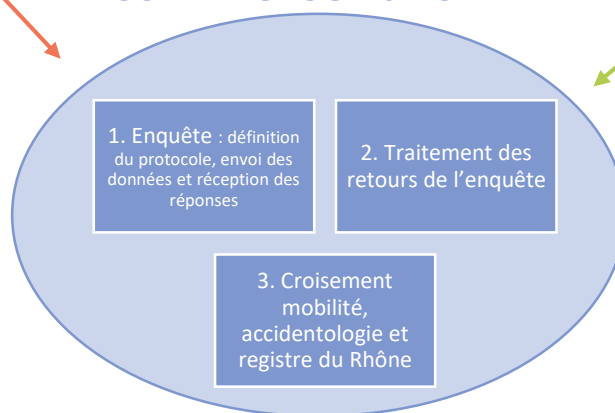 1. Enquête : définition
du protocole, envoi des
données et réception des
réponses
2. Traitement des
retours de l’enquête
3. Croisement
mobilité,
accidentologie et
registre du Rhône